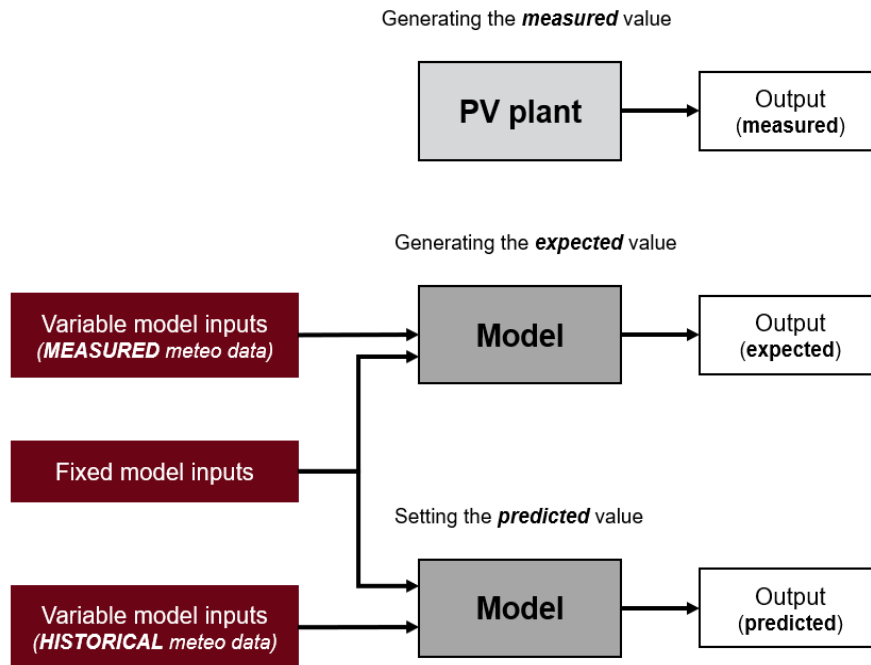 Generating the measured value
PV plant
Output
(measured)
Generating the expected value
Variable model inputs
(MEASURED meteo data)
Model
Output
(expected)
Fixed model inputs
Setting the predicted value
Variable model inputs
(HISTORICAL meteo data)
Model
Output
(predicted)